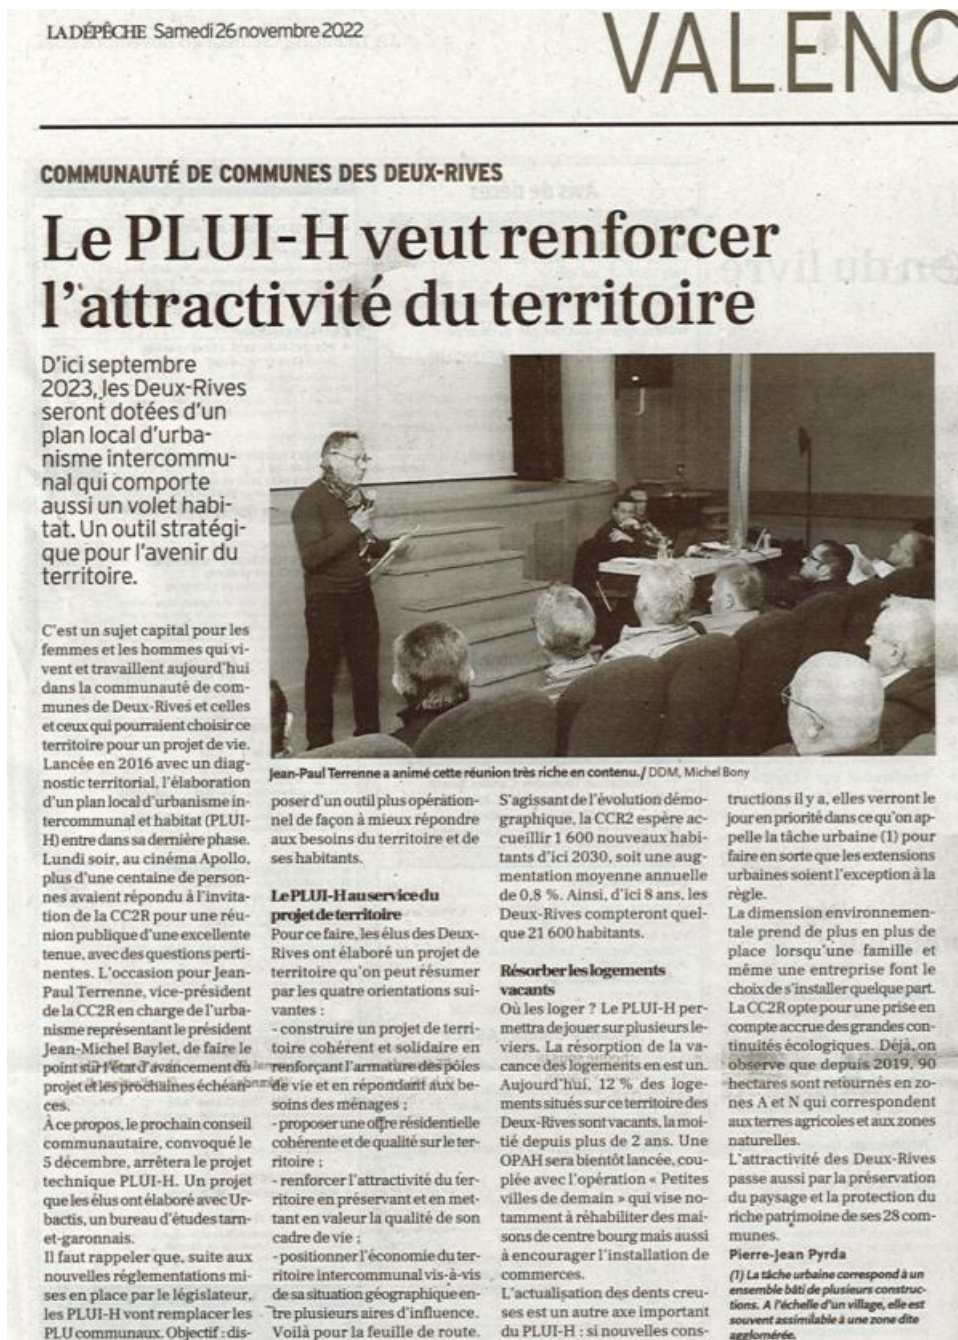 LA DÉPÊCHE Samedi 26 novembre 2022
VALENC
COMMUNAUTÉ DE COMMUNES DES DEUX-RIVES
Le PLUI-H veut renforcer
l'attractivité du territoire
D'ici septembre
2023, les Deux-Rives
seront dotées d'un
plan local d'urba-
nisme intercommu-
nal qui comporte
aussi un volet habi-
tat. Un outil stratégi-
que pour l'avenir du
territoire.
Jean-Paul Terrenne a animé cette réunion très riche en contenu./ DDM, Michel Bony
C'est un sujet capital pour les
femmes et les hommes qui vi-
vent et travaillent aujourd'hui
dans la communauté de com-
munes de Deux-Rives et celles
et ceux qui pourraient choisir ce
territoire pour un projet de vie.
Lancée en 2016 avec un diag-
nostic territorial, l'élaboration
d'un plan local d'urbanisme in-
tercommunal et habitat (PLUI-
H) entre dans sa dernière phase.
Lundi soir, au cinéma Apollo,
plus d'une centaine de person-
nes avaient répondu à l'invita-
tion de la CC2R pour une réu-
nion publique d'une excellente
tenue, avec des questions perti-
nentes. L'occasion pour Jean-
Paul Terrenne, vice-président
de la CC2R en charge de l'urba-
nisme représentant le président
Jean-Michel Baylet, de faire le
point sur l'état d'avancement du
projet et les prochaines échéan-
ces.
À ce propos, le prochain conseil
communautaire, convoqué le
5 décembre, arrêtera le projet
technique PLUI-H. Un projet
que les élus ont élaboré avec Ur-
bactis, un bureau d'études tarn-
et-garonnais.
Il faut rappeler que, suite aux
nouvelles réglementations mi-
ses en place par le législateur,
les PLUI-H vont remplacer les
PLU communaux. Objectif : dis-
poser d'un outil plus opération-
nel de façon à mieux répondre
aux besoins du territoire et de
ses habitants.
Le PLUI-H au service du
projet de territoire
Pour ce faire, les élus des Deux-
Rives ont élaboré un projet de
territoire qu'on peut résumer
par les quatre orientations sui-
vantes :
- construire un projet de terri-
toire cohérent et solidaire en
renforçant l'armature des pôles
de vie et en répondant aux be-
soins des ménages ;
- proposer une offre résidentielle
cohérente et de qualité sur le ter-
ritoire ;
- renforcer l'attractivité du ter-
ritoire en préservant et en met-
tant en valeur la qualité de son
cadre de vie ;
- positionner l'économie du ter-
ritoire intercommunal vis-à-vis
de sa situation géographique en-
tre plusieurs aires d'influence.
Voilà pour la feuille de route.
S'agissant de l'évolution démo-
graphique, la CCR2 espère ac-
cueillir 1 600 nouveaux habi-
tants d'ici 2030, soit une aug-
mentation moyenne annuelle
de 0,8 %. Ainsi, d'ici 8 ans, les
Deux-Rives compteront quel-
que 21 600 habitants.
Résorber les logements
vacants
Où les loger ? Le PLUI-H per-
mettra de jouer sur plusieurs le-
viers. La résorption de la va-
cance des logements en est un.
Aujourd'hui, 12 % des loge-
ments situés sur ce territoire des
Deux-Rives sont vacants, la moi-
tié depuis plus de 2 ans. Une
OPAH sera bientôt lancée, cou-
plée avec l'opération « Petites
villes de demain » qui vise no-
tamment à réhabiliter des mai-
sons de centre bourg mais aussi
à encourager l'installation de
commerces.
L'actualisation des dents creu-
ses est un autre axe important
du PLUI-H : si nouvelles cons-
tructions il y a, elles verront le
jour en priorité dans ce qu'on ap-
pelle la tâche urbaine (1) pour
faire en sorte que les extensions
urbaines soient l'exception à la
règle.
La dimension environnemen-
tale prend de plus en plus de
place lorsqu'une famille et
même une entreprise font le
choix de s'installer quelque part.
La CC2R opte pour une prise en
compte accrue des grandes con-
tinuités écologiques. Déjà, on
observe que depuis 2019, 90
hectares sont retournés en zo-
nes A et N qui correspondent
aux terres agricoles et aux zones
naturelles.
L'attractivité des Deux-Rives
passe aussi par la préservation
du paysage et la protection du
riche patrimoine de ses 28 com-
munes.
Pierre-Jean Pyrda
(1) La tâche urbaine correspond à un
ensemble bâti de plusieurs construc-
tions. A l'échelle d'un village, elle est
souvent assimilable à une zone dite
agglomérée.